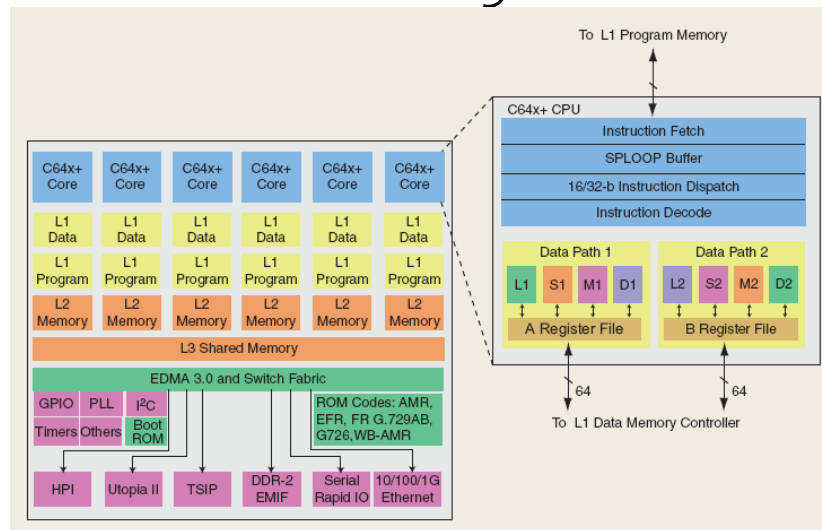 To L1 Program Memory
C64x+ CPU
Instruction Fetch
SPLOOP Buffer
16/32-b Instruction Dispatch
Instruction Decode
Data Path 1
Data Path 2
L1
S1
M1
D1
L2
S2
M2
D2
A Register File
B Register File
64
64
To L1 Data Memory Controller
C64x+
Core
C64x+
Core
C64x+
Core
C64x+
Core
C64x+
Core
C64x+
Core
L1
Data
L1
Data
L1
Data
L1
Data
L1
Data
L1
Data
L1
Program
L1
Program
L1
Program
L1
Program
L1
Program
L1
Program
L2
Memory
L2
Memory
L2
Memory
L2
Memory
L2
Memory
L2
Memory
L3 Shared Memory
EDMA 3.0 and Switch Fabric
GPIO
PLL
I²C
Timers
Others
Boot
ROM
ROM Codes: AMR,
EFR, FR G.729AB,
G726,WB-AMR
HPI
Utopia II
TSIP
DDR-2
EMIF
Serial
Rapid IO
10/100/1G
Ethernet